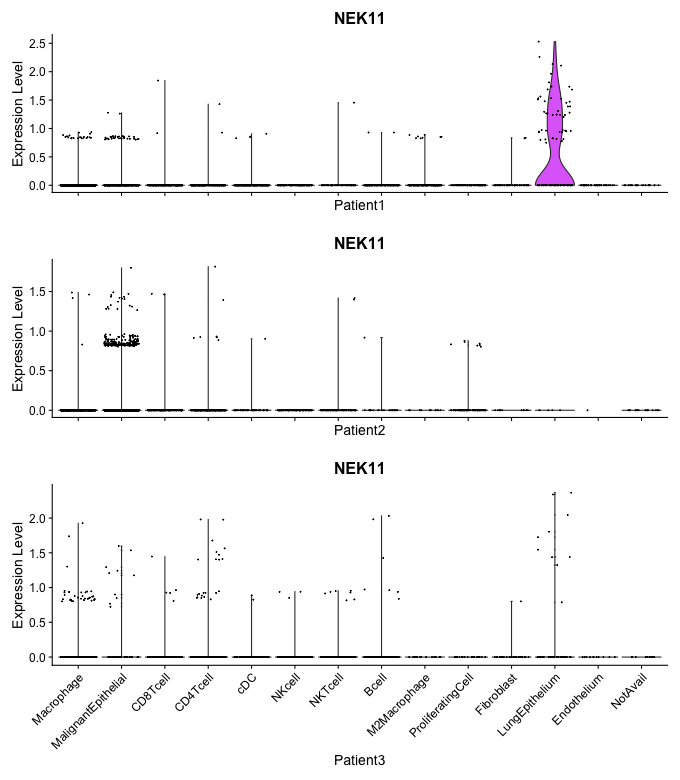 NEK11
Expression Level
2.5
2.0
1.5
1.0
0.5
0.0
Patient1
NEK11
Expression Level
1.5
1.0
0.5
0.0
Patient2
NEK11
Expression Level
2.0
1.5
1.0
0.5
0.0
Macrophage
MalignantEpithelial
CD8Tcell
CD4Tcell
cDC
NKcell
NKTcell
Bcell
M2Macrophage
ProliferatingCell
Fibroblast
LungEpithelium
Endothelium
NotAvail
Patient3